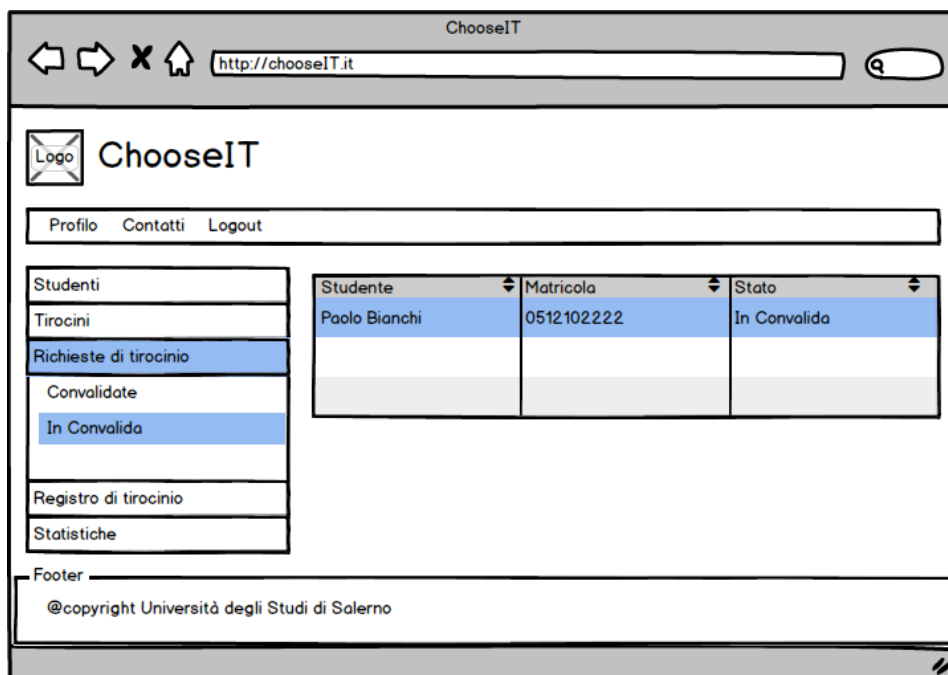 ChooseIT
http://chooseIT.it
Logo
ChooseIT
Profilo Contatti Logout
Studenti
Tirocini
Richieste di tirocinio
Convalidate
In Convalida
Registro di tirocinio
Statistiche
Studente Matricola Stato
Paolo Bianchi 0512102222 In Convalida
Footer
@copyright Università degli Studi di Salerno